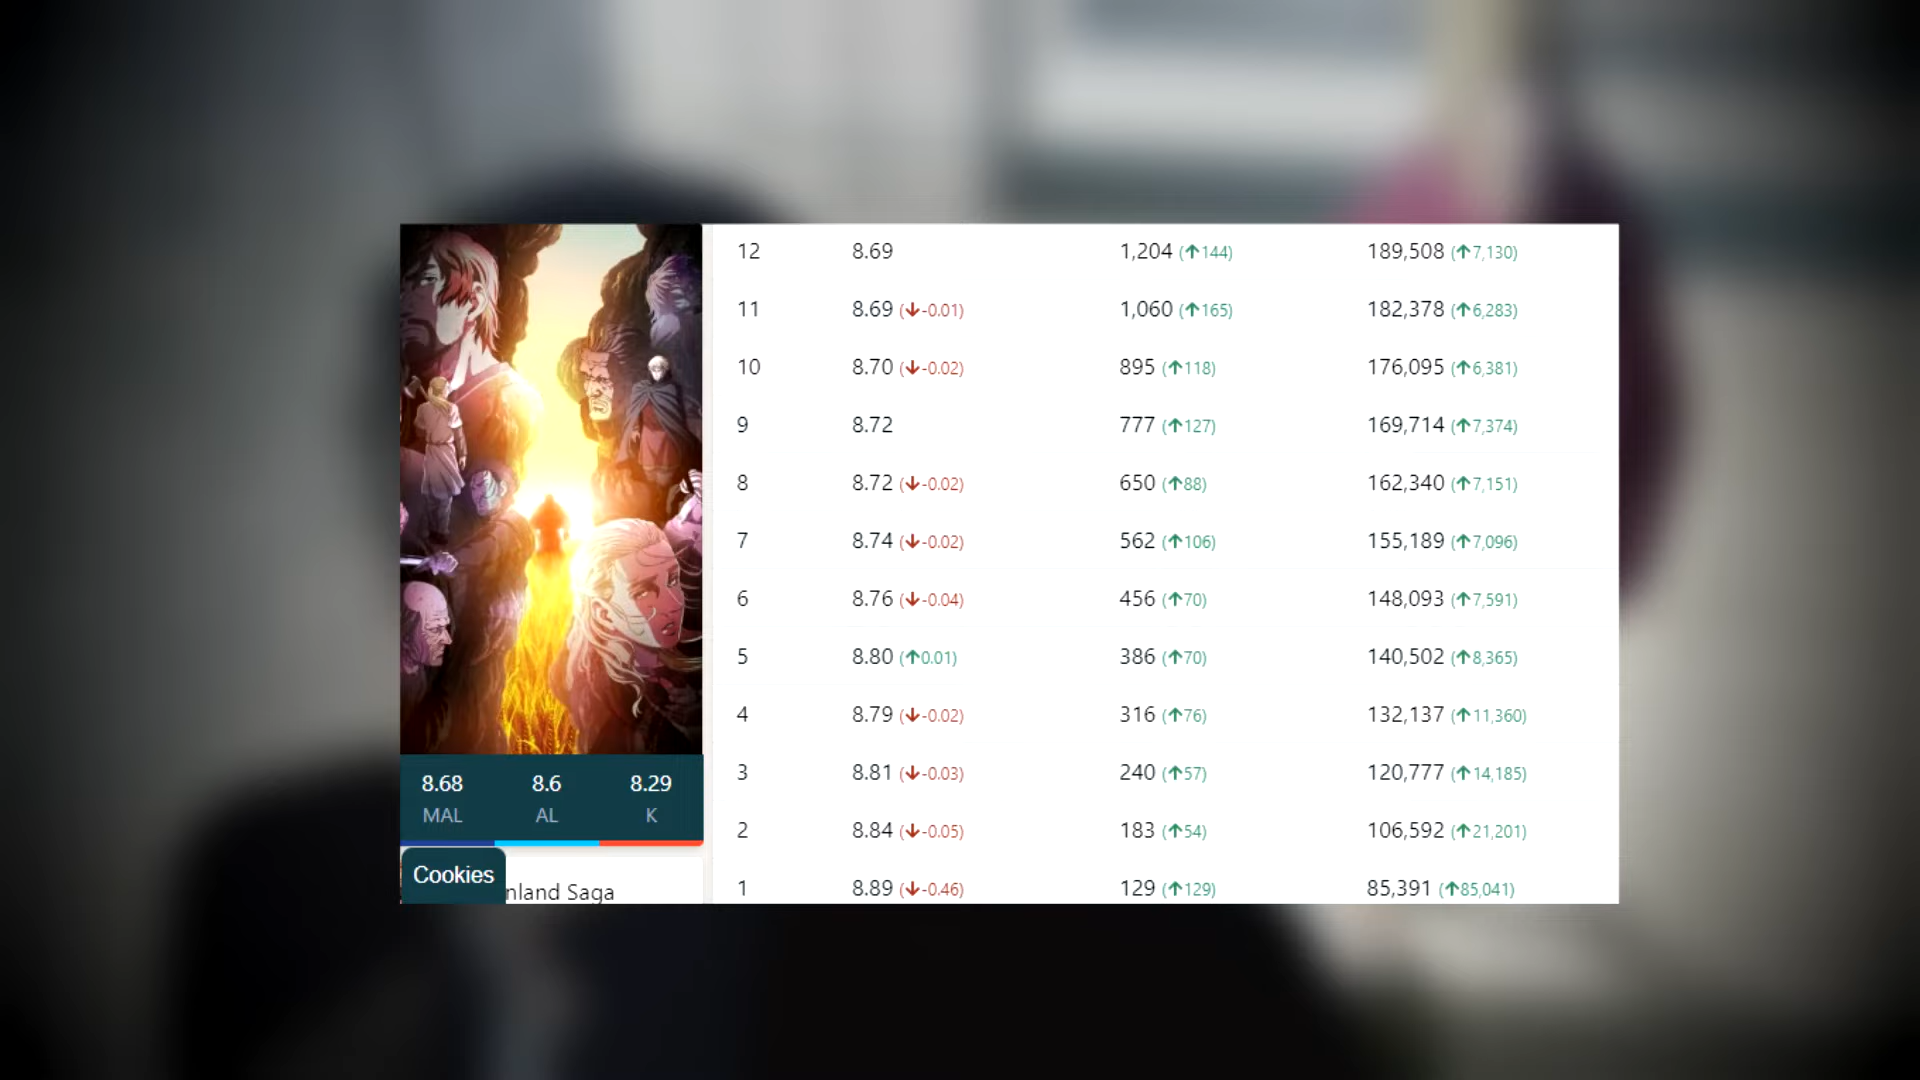 12 8.69 1,204 (↑144) 189,508 (↑7,130)
11 8.69 (↓-0.01) 1,060 (↑165) 182,378 (↑6,283)
10 8.70 (↓-0.02) 895 (↑118) 176,095 (↑6,381)
9 8.72 777 (↑127) 169,714 (↑7,374)
8 8.72 (↓-0.02) 650 (↑88) 162,340 (↑7,151)
7 8.74 (↓-0.02) 562 (↑106) 155,189 (↑7,096)
6 8.76 (↓-0.04) 456 (↑70) 148,093 (↑7,591)
5 8.80 (↑0.01) 386 (↑70) 140,502 (↑8,365)
4 8.79 (↓-0.02) 316 (↑76) 132,137 (↑11,360)
3 8.81 (↓-0.03) 240 (↑57) 120,777 (↑14,185)
2 8.84 (↓-0.05) 183 (↑54) 106,592 (↑21,201)
1 8.89 (↓-0.46) 129 (↑129) 85,391 (↑85,041)
8.68 8.6 8.29
MAL AL K
Cookies
nland Saga